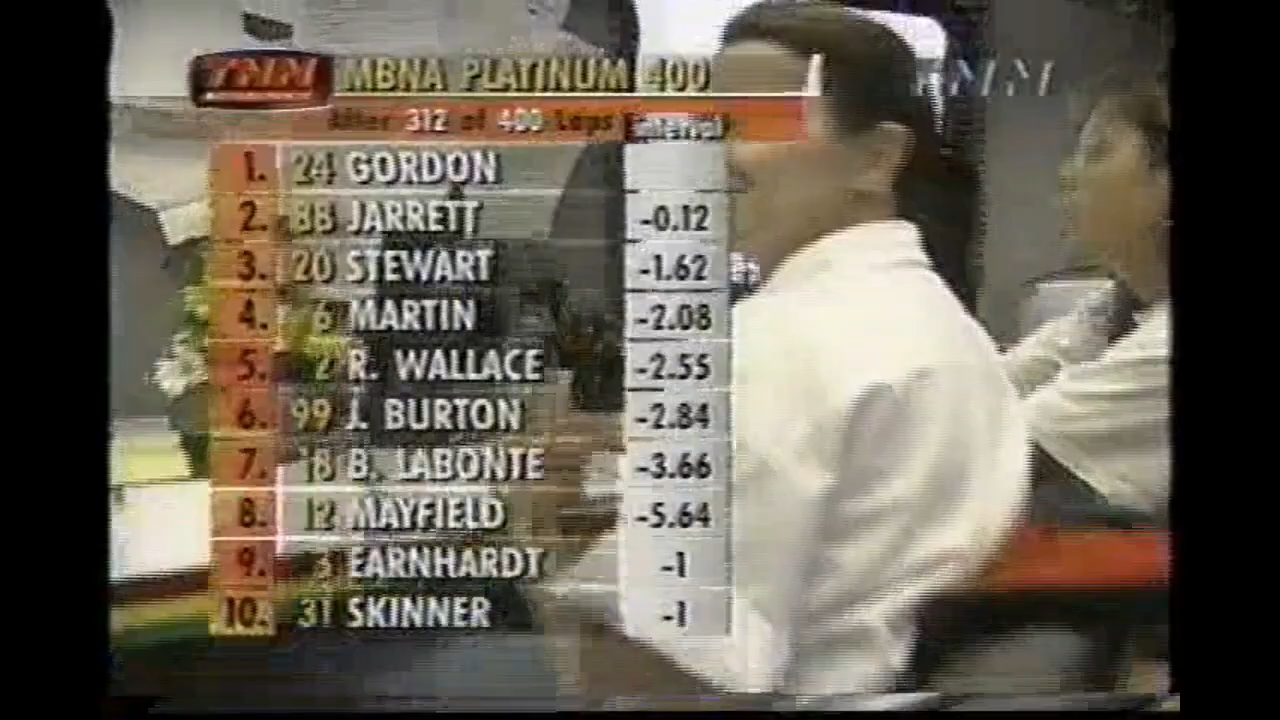 TNN MBNA PLATINUM 400
TNN
After 312 of 400 Laps Interval
1. 24 GORDON
2. 88 JARRETT -0.12
3. 20 STEWART -1.62
4. 6 MARTIN -2.08
5. 2 R. WALLACE -2.55
6. 99 J. BURTON -2.84
7. 18 B. LABONTE -3.66
8. 12 MAYFIELD -5.64
9. 3 EARNHARDT -1
10. 31 SKINNER -1